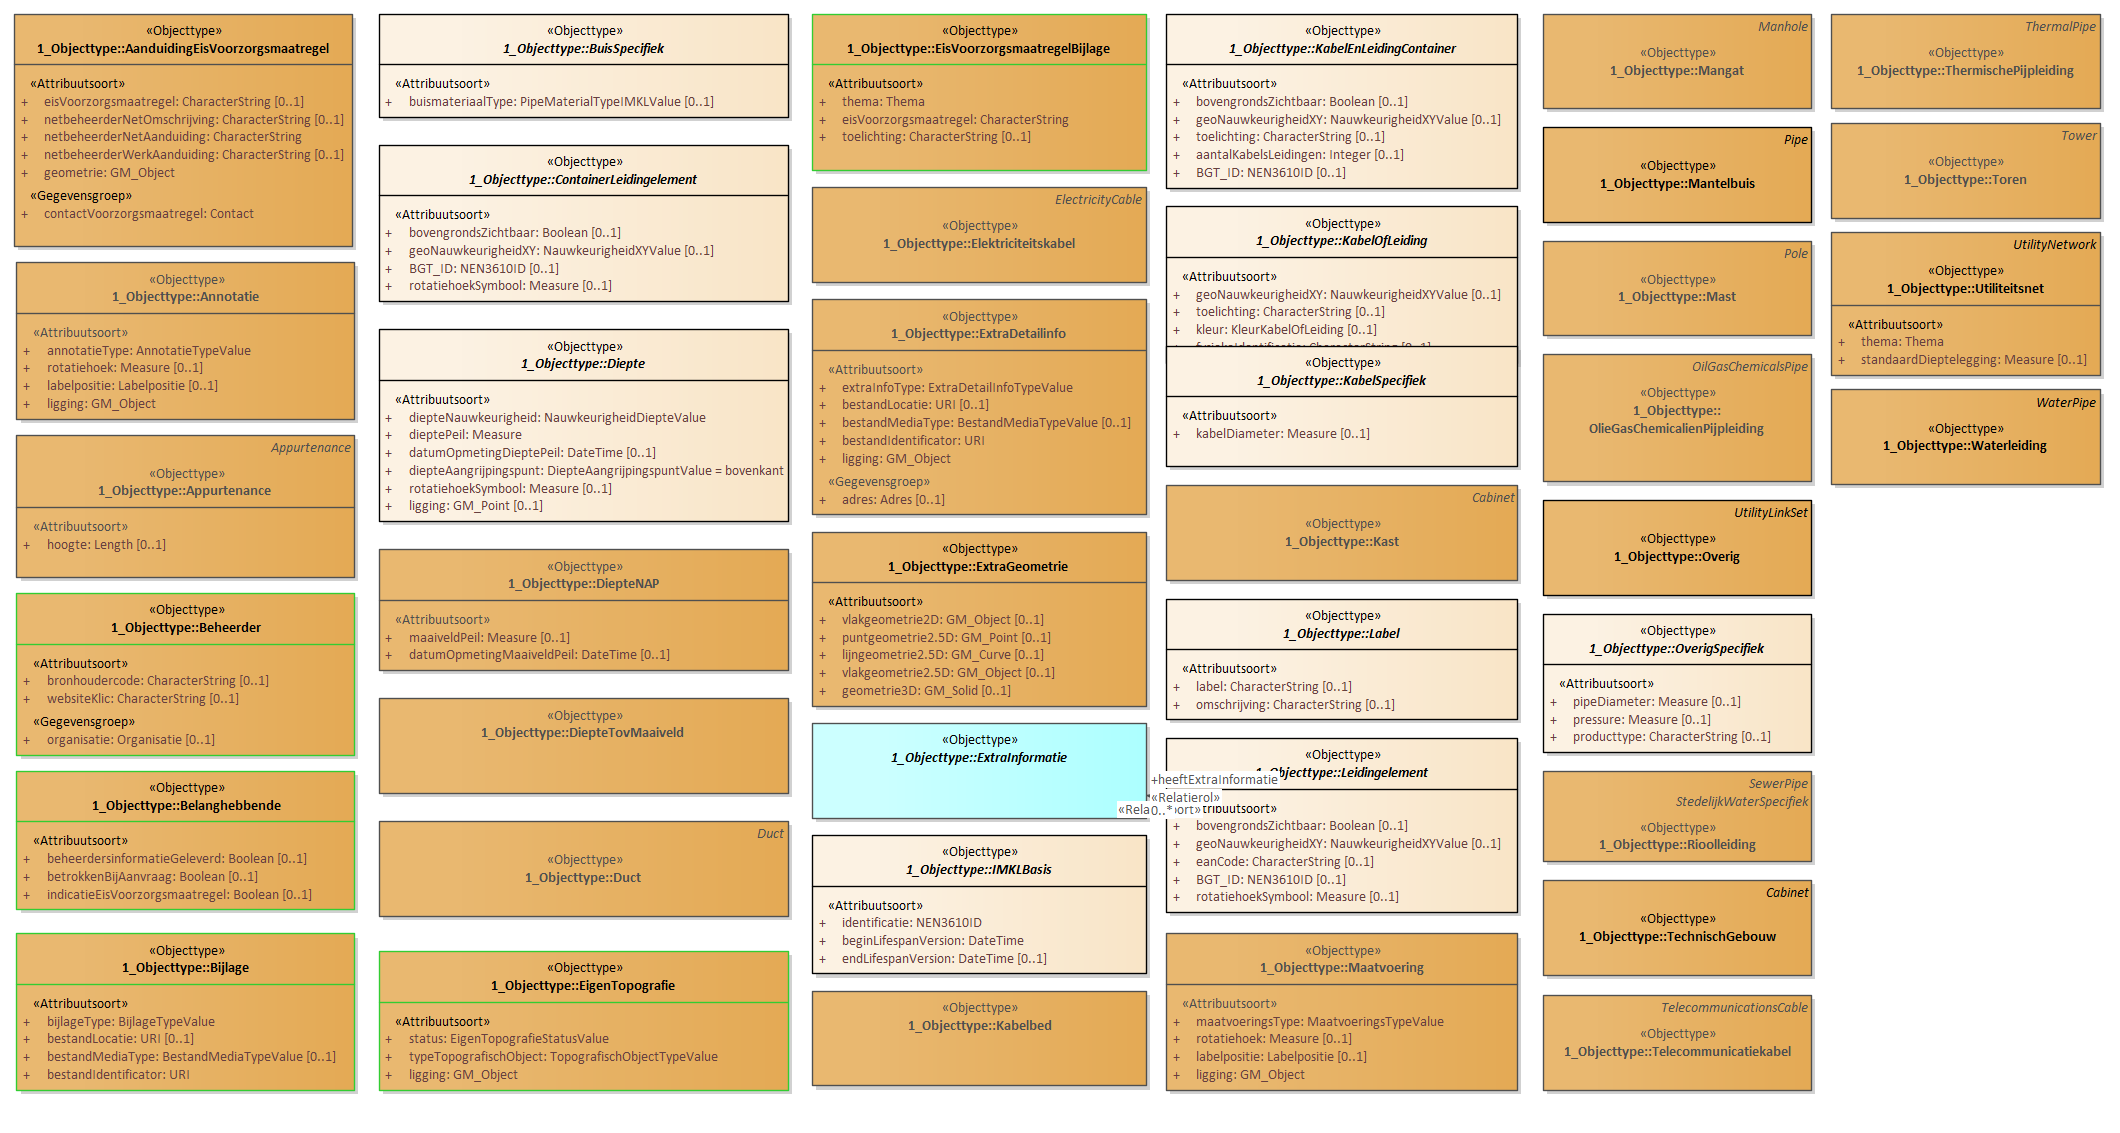 «Objecttype»
1_Objecttype::AanduidingEisVoorzorgsmaatregel
«Attribuutsoort»
+ eisVoorzorgsmaatregel: CharacterString [0..1]
+ netbeheerderNetOmschrijving: CharacterString [0..1]
+ netbeheerderNetAanduiding: CharacterString
+ netbeheerderWerkAanduiding: CharacterString [0..1]
+ geometrie: GM_Object
«Gegevensgroep»
+ contactVoorzorgsmaatregel: Contact
«Objecttype»
1_Objecttype::Annotatie
«Attribuutsoort»
+ annotatieType: AnnotatieTypeValue
+ rotatiehoek: Measure [0..1]
+ labelpositie: Labelpositie [0..1]
+ ligging: GM_Object
Appurtenance
«Objecttype»
1_Objecttype::Appurtenance
«Attribuutsoort»
+ hoogte: Length [0..1]
«Objecttype»
1_Objecttype::Beheerder
«Attribuutsoort»
+ bronhoudercode: CharacterString [0..1]
+ websiteKlic: CharacterString [0..1]
«Gegevensgroep»
+ organisatie: Organisatie [0..1]
«Objecttype»
1_Objecttype::Belanghebbende
«Attribuutsoort»
+ beheerdersinformatieGeleverd: Boolean [0..1]
+ betrokkenBijAanvraag: Boolean [0..1]
+ indicatieEisVoorzorgsmaatregel: Boolean [0..1]
«Objecttype»
1_Objecttype::Bijlage
«Attribuutsoort»
+ bijlageType: BijlageTypeValue
+ bestandLocatie: URI [0..1]
+ bestandMediaType: BestandMediaTypeValue [0..1]
+ bestandIdentificator: URI
«Objecttype»
1_Objecttype::BuisSpecifiek
«Attribuutsoort»
+ buismateriaalType: PipeMaterialTypeIMKLValue [0..1]
«Objecttype»
1_Objecttype::ContainerLeidingelement
«Attribuutsoort»
+ bovengrondsZichtbaar: Boolean [0..1]
+ geoNauwkeurigheidXY: NauwkeurigheidXYValue [0..1]
+ BGT_ID: NEN3610ID [0..1]
+ rotatiehoekSymbool: Measure [0..1]
«Objecttype»
1_Objecttype::Diepte
«Attribuutsoort»
+ diepteNauwkeurigheid: NauwkeurigheidDiepteValue
+ dieptePeil: Measure
+ datumOpmetingDieptePeil: DateTime [0..1]
+ diepteAangrijpingspunt: DiepteAangrijpingspuntValue = bovenkant
+ rotatiehoekSymbool: Measure [0..1]
+ ligging: GM_Point [0..1]
«Objecttype»
1_Objecttype::DiepteNAP
«Attribuutsoort»
+ maaiveldPeil: Measure [0..1]
+ datumOpmetingMaaiveldPeil: DateTime [0..1]
«Objecttype»
1_Objecttype::DiepteTovMaaiveld
Duct
«Objecttype»
1_Objecttype::Duct
«Objecttype»
1_Objecttype::EigenTopografie
«Attribuutsoort»
+ status: EigenTopografieStatusValue
+ typeTopografischObject: TopografischObjectTypeValue
+ ligging: GM_Object
«Objecttype»
1_Objecttype::EisVoorzorgsmaatregelBijlage
«Attribuutsoort»
+ thema: Thema
+ eisVoorzorgsmaatregel: CharacterString
+ toelichting: CharacterString [0..1]
ElectricityCable
«Objecttype»
1_Objecttype::Elektriciteitskabel
«Objecttype»
1_Objecttype::ExtraDetailinfo
«Attribuutsoort»
+ extraInfoType: ExtraDetailInfoTypeValue
+ bestandLocatie: URI [0..1]
+ bestandMediaType: BestandMediaTypeValue [0..1]
+ bestandIdentificator: URI
+ ligging: GM_Object
«Gegevensgroep»
+ adres: Adres [0..1]
«Objecttype»
1_Objecttype::ExtraGeometrie
«Attribuutsoort»
+ vlakgeometrie2D: GM_Object [0..1]
+ puntgeometrie2.5D: GM_Point [0..1]
+ lijngeometrie2.5D: GM_Curve [0..1]
+ vlakgeometrie2.5D: GM_Object [0..1]
+ geometrie3D: GM_Solid [0..1]
«Objecttype»
1_Objecttype::ExtraInformatie
+heeftExtraInformatie
«Relatierol»
0..*
«Objecttype»
1_Objecttype::IMKLBasis
«Attribuutsoort»
+ identificatie: NEN3610ID
+ beginLifespanVersion: DateTime
+ endLifespanVersion: DateTime [0..1]
«Objecttype»
1_Objecttype::Kabelbed
«Objecttype»
1_Objecttype::KabelEnLeidingContainer
«Attribuutsoort»
+ bovengrondsZichtbaar: Boolean [0..1]
+ geoNauwkeurigheidXY: NauwkeurigheidXYValue [0..1]
+ toelichting: CharacterString [0..1]
+ aantalKabelsLeidingen: Integer [0..1]
+ BGT_ID: NEN3610ID [0..1]
«Objecttype»
1_Objecttype::KabelOfLeiding
«Attribuutsoort»
+ geoNauwkeurigheidXY: NauwkeurigheidXYValue [0..1]
+ toelichting: CharacterString [0..1]
+ kleur: KleurKabelOfLeiding [0..1]
«Objecttype»
1_Objecttype::KabelSpecifiek
«Attribuutsoort»
+ kabelDiameter: Measure [0..1]
Cabinet
«Objecttype»
1_Objecttype::Kast
«Objecttype»
1_Objecttype::Label
«Attribuutsoort»
+ label: CharacterString [0..1]
+ omschrijving: CharacterString [0..1]
«Objecttype»
1_Objecttype::Leidingelement
+ bovengrondsZichtbaar: Boolean [0..1]
+ geoNauwkeurigheidXY: NauwkeurigheidXYValue [0..1]
+ eanCode: CharacterString [0..1]
+ BGT_ID: NEN3610ID [0..1]
+ rotatiehoekSymbool: Measure [0..1]
«Objecttype»
1_Objecttype::Maatvoering
«Attribuutsoort»
+ maatvoeringsType: MaatvoeringsTypeValue
+ rotatiehoek: Measure [0..1]
+ labelpositie: Labelpositie [0..1]
+ ligging: GM_Object
Manhole
«Objecttype»
1_Objecttype::Mangat
Pipe
«Objecttype»
1_Objecttype::Mantelbuis
Pole
«Objecttype»
1_Objecttype::Mast
OilGasChemicalsPipe
«Objecttype»
1_Objecttype::
OlieGasChemicalienPijpleiding
UtilityLinkSet
«Objecttype»
1_Objecttype::Overig
«Objecttype»
1_Objecttype::OverigSpecifiek
«Attribuutsoort»
+ pipeDiameter: Measure [0..1]
+ pressure: Measure [0..1]
+ producttype: CharacterString [0..1]
SewerPipe
StedelijkWaterSpecifiek
«Objecttype»
1_Objecttype::Rioolleiding
Cabinet
«Objecttype»
1_Objecttype::TechnischGebouw
TelecommunicationsCable
«Objecttype»
1_Objecttype::Telecommunicatiekabel
ThermalPipe
«Objecttype»
1_Objecttype::ThermischePijpleiding
Tower
«Objecttype»
1_Objecttype::Toren
UtilityNetwork
«Objecttype»
1_Objecttype::Utiliteitsnet
«Attribuutsoort»
+ thema: Thema
+ standaardDieptelegging: Measure [0..1]
WaterPipe
«Objecttype»
1_Objecttype::Waterleiding